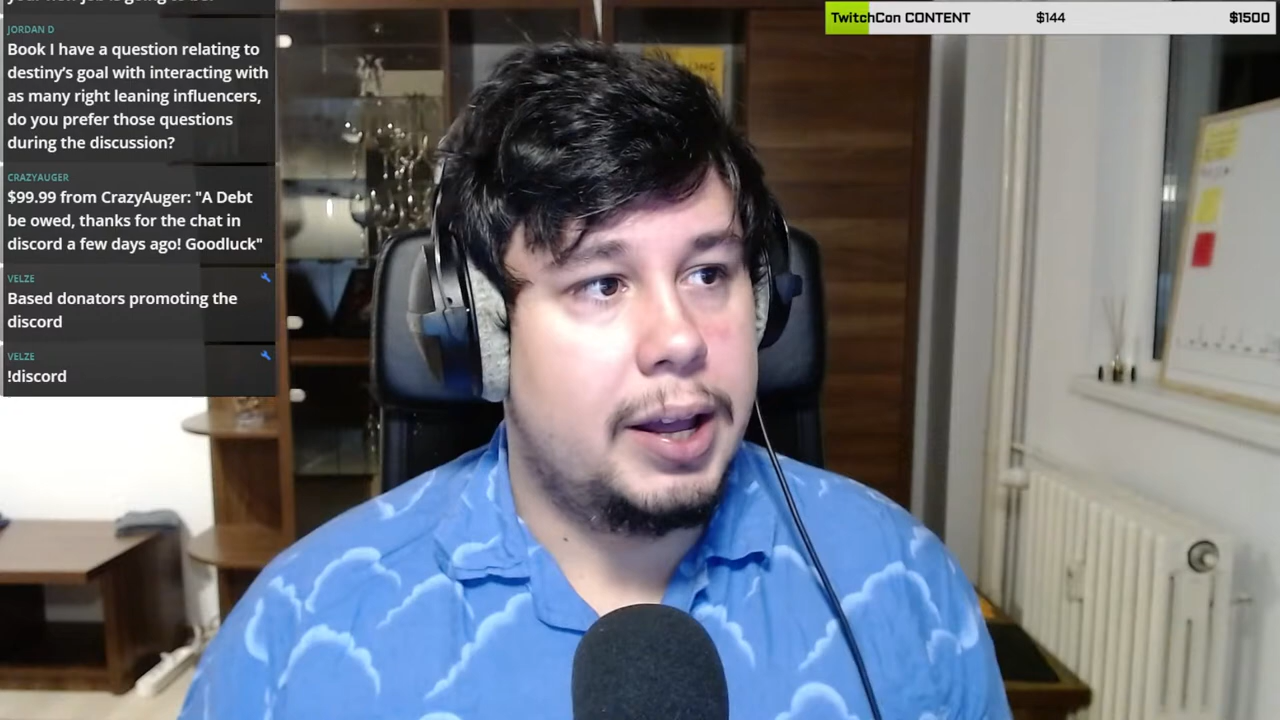 JORDAN D
Book I have a question relating to
destiny's goal with interacting with
as many right leaning influencers,
do you prefer those questions
during the discussion?
CRAZYAUGER
$99.99 from CrazyAuger: "A Debt
be owed, thanks for the chat in
discord a few days ago! Goodluck"
VELZE
Based donators promoting the
discord
VELZE
!discord
TwitchCon CONTENT $144 $1500